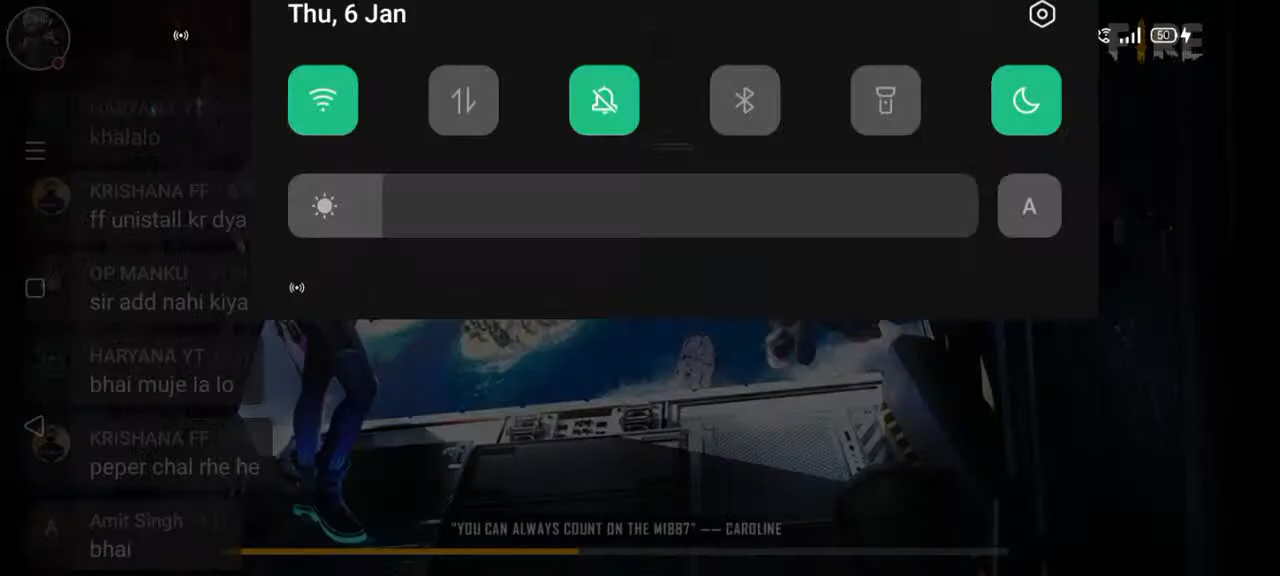 Thu, 6 Jan
50
FIRE
HARYANA YT
khalalo
KRISHANA FF
ff unistall kr dya
A
OP MANKU
sir add nahi kiya
HARYANA YT
bhai muje la lo
KRISHANA FF
peper chal rhe he
Amit Singh
bhai
"YOU CAN ALWAYS COUNT ON THE M1887" —— CAROLINE